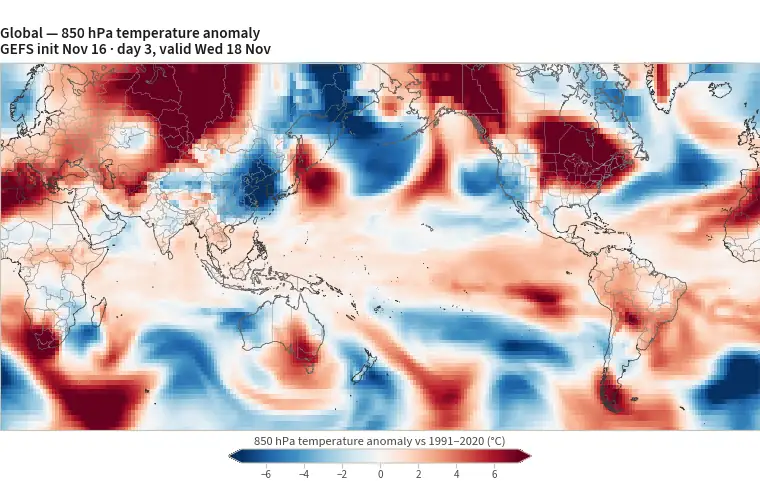 Global — 850 hPa temperature anomaly
GEFS init Nov 16 · day 3, valid Wed 18 Nov
850 hPa temperature anomaly vs 1991–2020 (°C)
−6 −4 −2 0 2 4 6